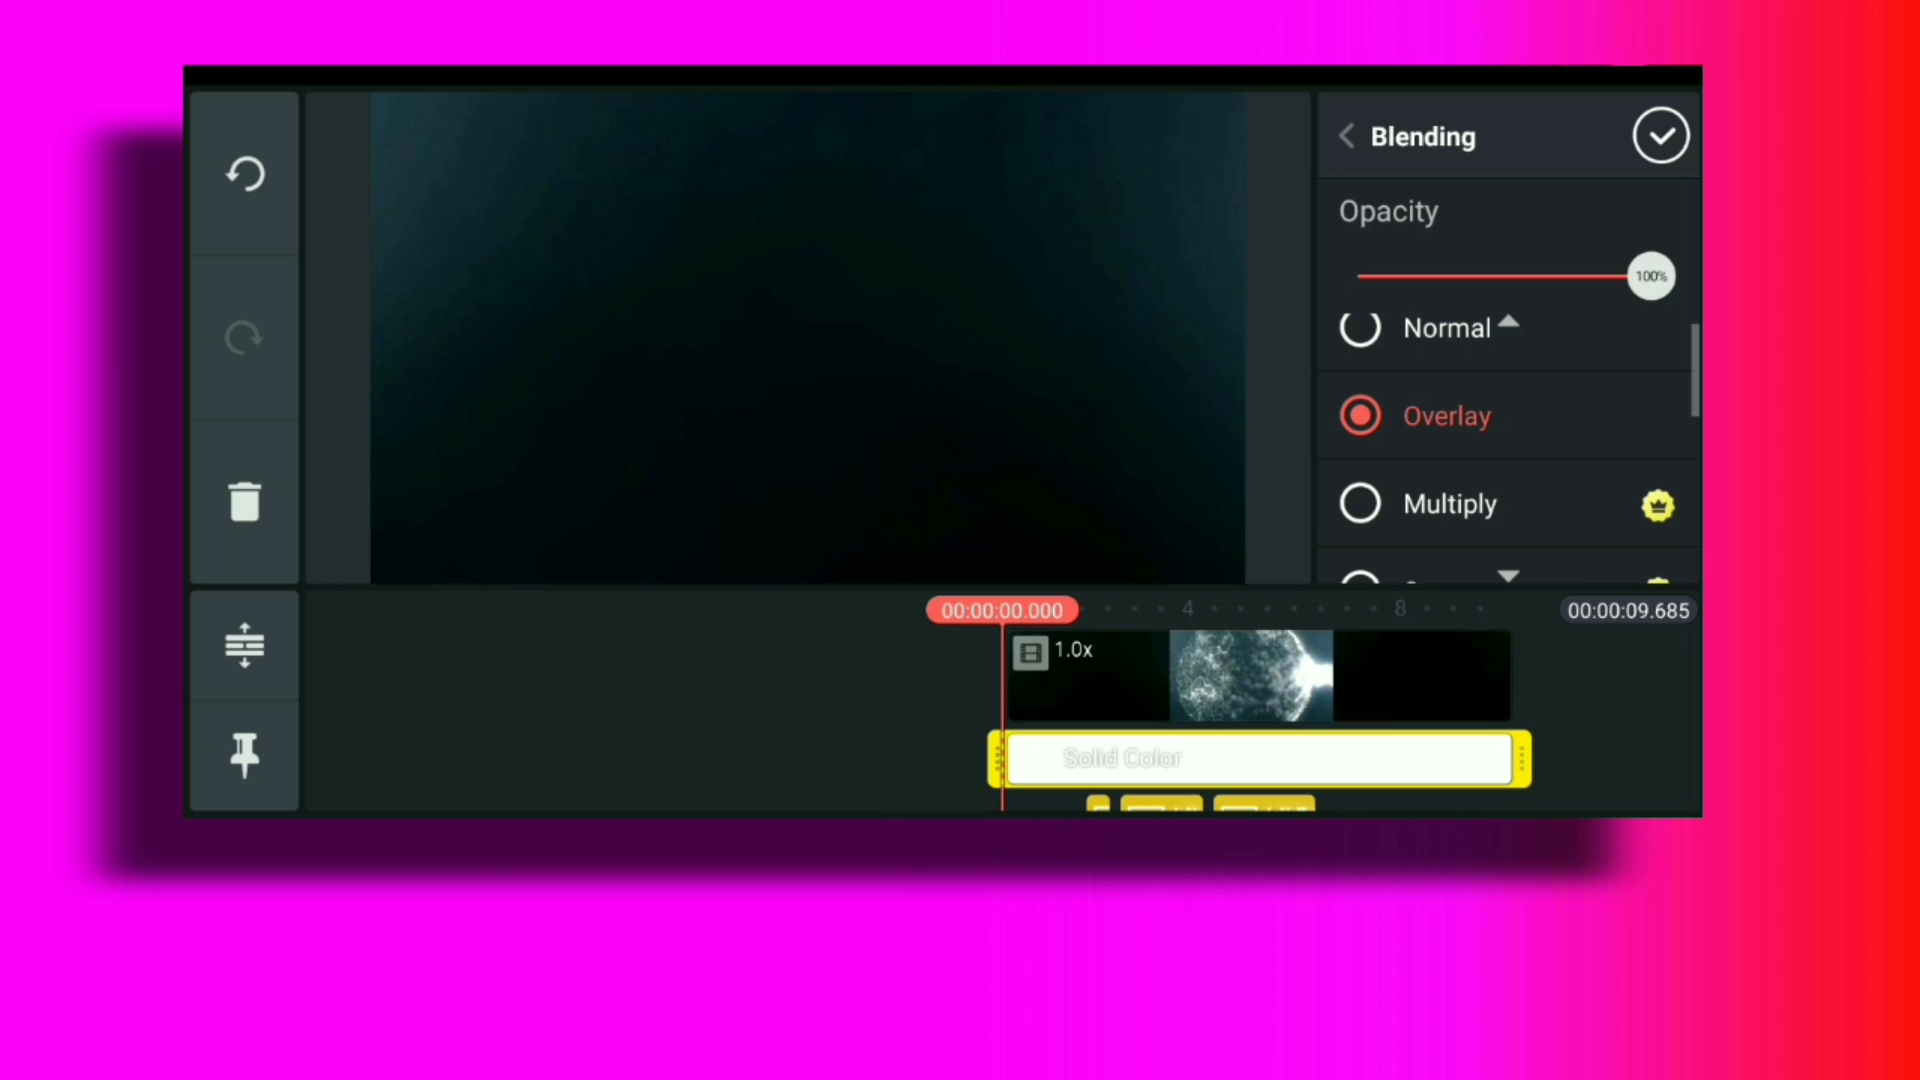 Blending
Opacity
100%
Normal
Overlay
Multiply
00:00:00.000
4
8
00:00:09.685
1.0x
Solid Color